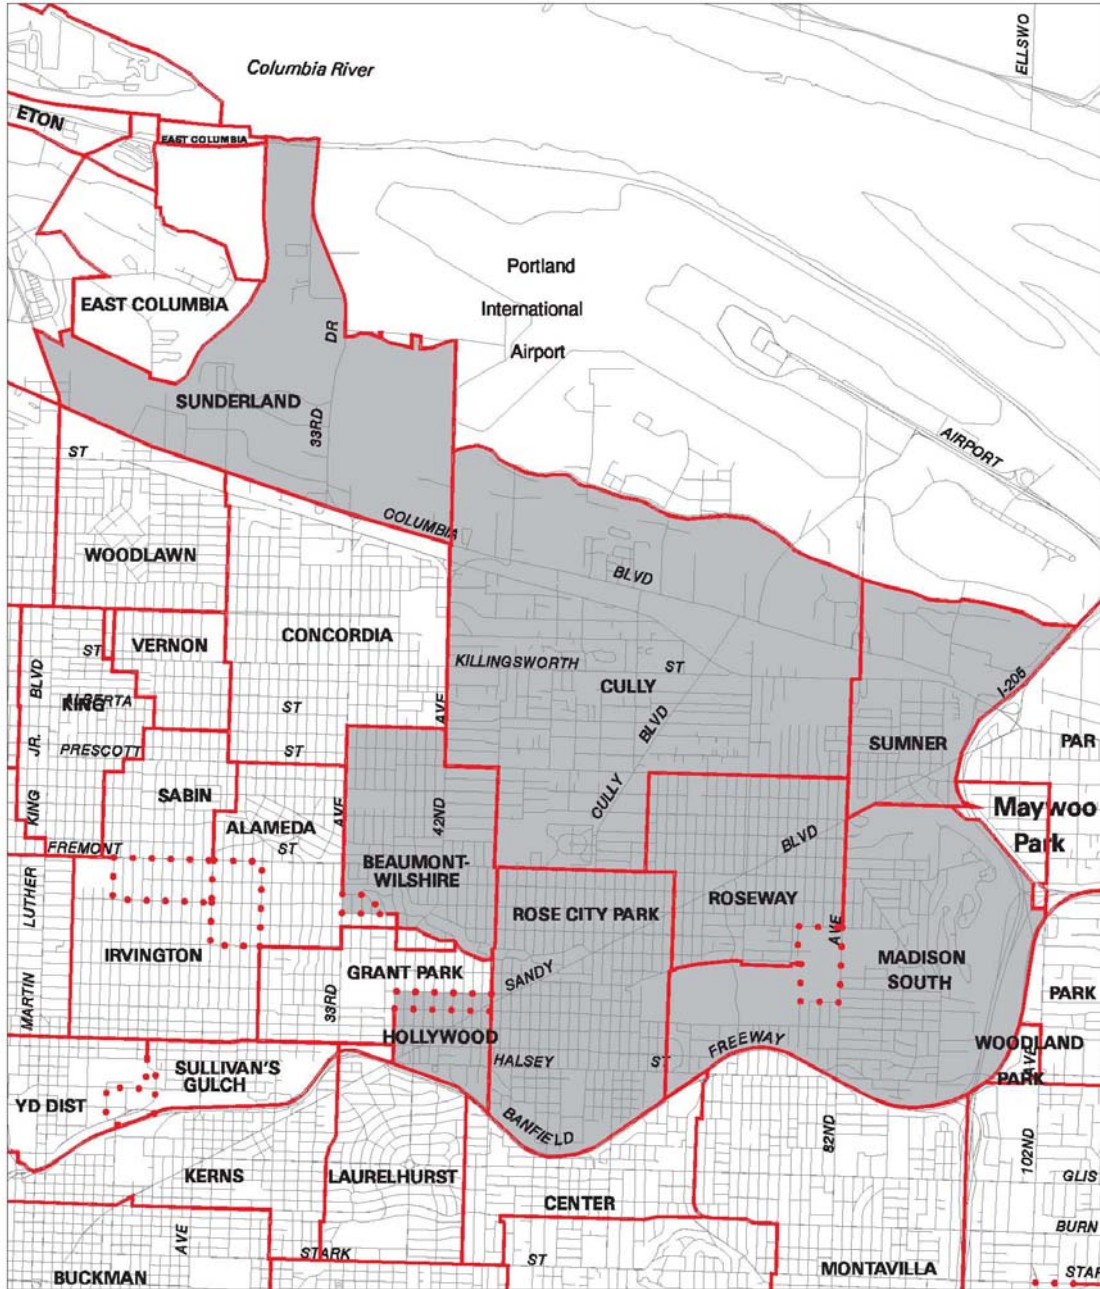 ELLSWO
Columbia River
ETON
EAST COLUMBIA
Portland
International
Airport
EAST COLUMBIA
DR
SUNDERLAND
33RD
AIRPORT
ST
COLUMBIA
WOODLAWN
BLVD
CONCORDIA
VERNON
ST
KILLINGSWORTH
ST
CULLY
BLVD
I-205
ALBERTA
KING
ST
AVE
BLVD
JR.
PRESCOTT
ST
SUMNER
PAR
SABIN
CULLY
KING
ALAMEDA
AVE
42ND
Maywoo
Park
BLVD
FREMONT
ST
BEAUMONT-
WILSHIRE
LUTHER
ROSEWAY
ROSE CITY PARK
AVE
IRVINGTON
MADISON
SOUTH
GRANT PARK
SANDY
MARTIN
33RD
PARK
HOLLYWOOD
FREEWAY
WOODLAND
PARK
AVE
HALSEY
ST
SULLIVAN'S
GULCH
YD DIST
BANFIELD
82ND
102ND
KERNS
LAURELHURST
GLIS
CENTER
BURN
AVE
STARK
ST
BUCKMAN
MONTAVILLA
STAR